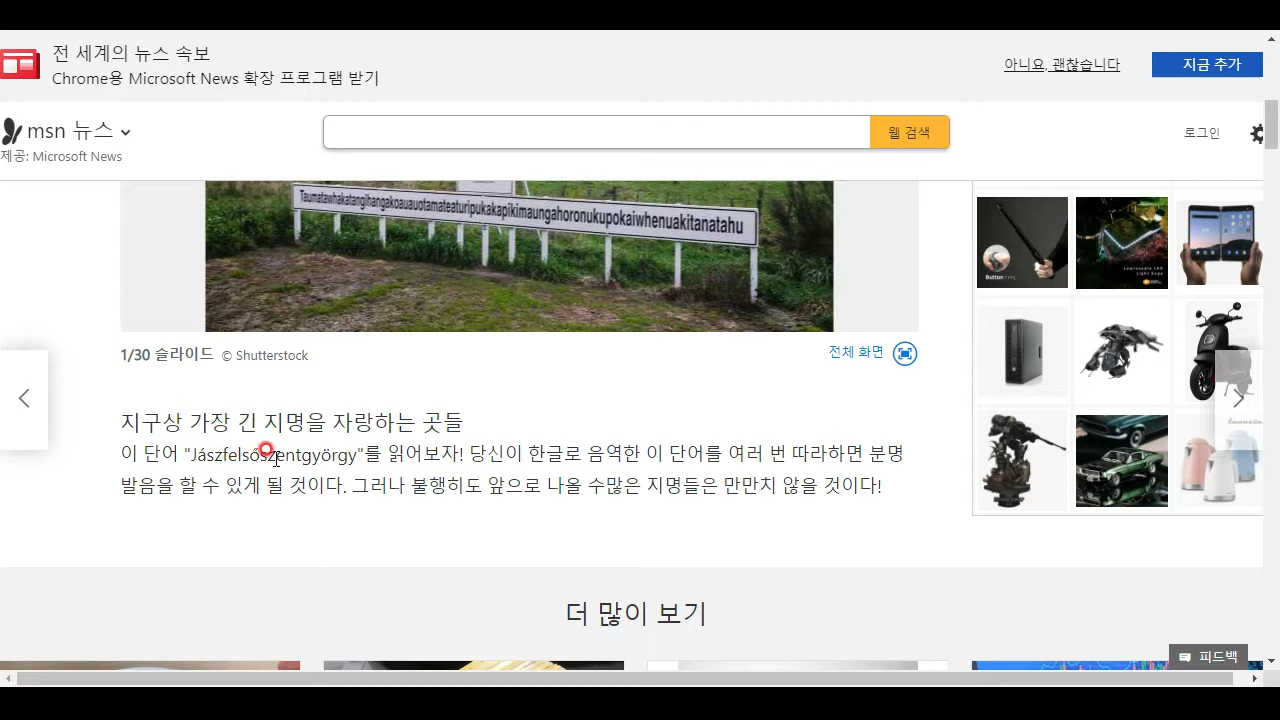 전 세계의 뉴스 속보
Chrome용 Microsoft News 확장 프로그램 받기
아니요, 괜찮습니다
지금 추가
msn 뉴스
제공: Microsoft News
웹 검색
로그인
Taumatawhakatangihangakoauauotamateaturipukakapikimaungahoronukupokaiwhenuakitanatahu
Button TYPE
1/30 슬라이드 © Shutterstock
전체 화면
지구상 가장 긴 지명을 자랑하는 곳들
이 단어 "Jászfelsőszentgyörgy"를 읽어보자! 당신이 한글로 음역한 이 단어를 여러 번 따라하면 분명
발음을 할 수 있게 될 것이다. 그러나 불행히도 앞으로 나올 수많은 지명들은 만만치 않을 것이다!
더 많이 보기
피드백